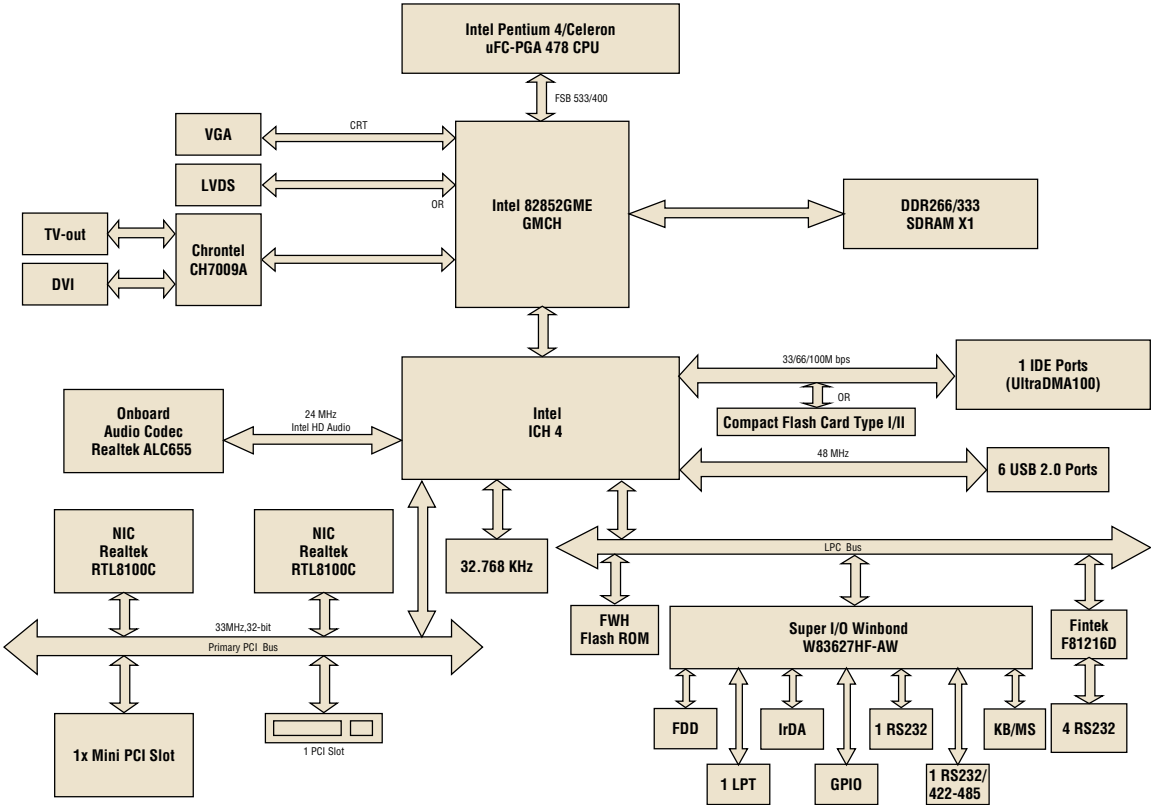 Intel Pentium 4/Celeron
uFC-PGA 478 CPU
FSB 533/400
VGA
CRT
LVDS
OR
Intel 82852GME
GMCH
DDR266/333
SDRAM X1
TV-out
DVI
Chrontel
CH7009A
33/66/100M bps
1 IDE Ports
(UltraDMA100)
OR
Compact Flash Card Type I/II
Intel
ICH 4
Onboard
Audio Codec
Realtek ALC655
24 MHz
Intel HD Audio
48 MHz
6 USB 2.0 Ports
NIC
Realtek
RTL8100C
NIC
Realtek
RTL8100C
32.768 KHz
LPC Bus
33MHz,32-bit
Primary PCI Bus
FWH
Flash ROM
Super I/O Winbond
W83627HF-AW
Fintek
F81216D
1x Mini PCI Slot
1 PCI Slot
FDD
IrDA
1 RS232
KB/MS
4 RS232
1 LPT
GPIO
1 RS232/
422-485